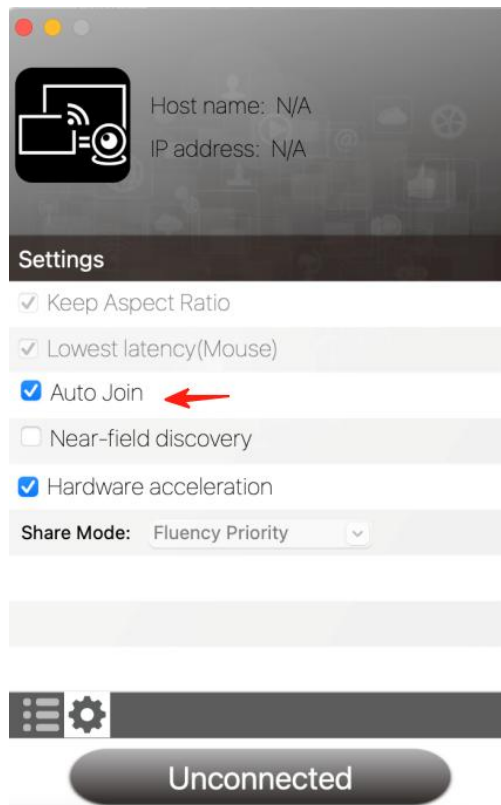 Host name: N/A
IP address: N/A
Settings
Keep Aspect Ratio
Lowest latency(Mouse)
Auto Join
Near-field discovery
Hardware acceleration
Share Mode: Fluency Priority
Unconnected